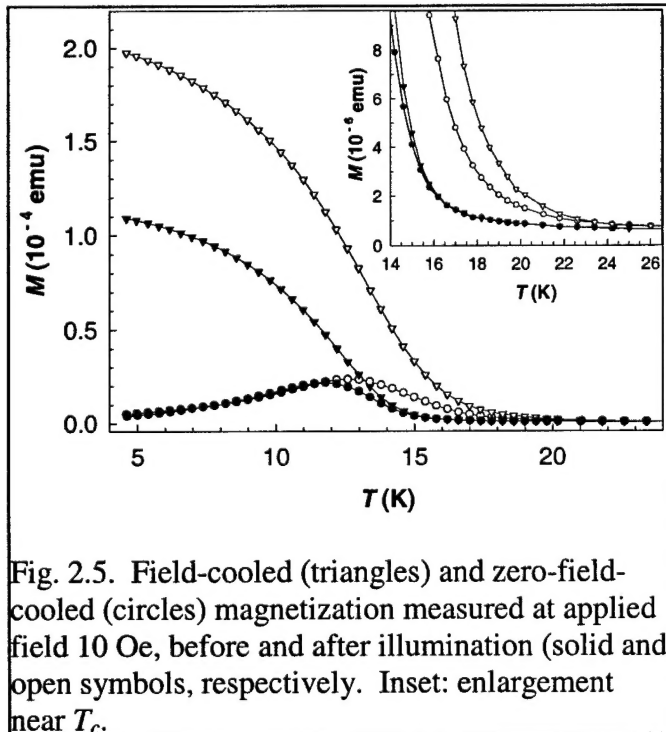 2.0
1.5
1.0
0.5
0.0
M (10⁻⁴ emu)
5
10
15
20
T (K)
8
6
4
2
0
M (10⁻⁶ emu)
14 16 18 20 22 24 26
T (K)
Fig. 2.5. Field-cooled (triangles) and zero-field-
cooled (circles) magnetization measured at applied
field 10 Oe, before and after illumination (solid and
open symbols, respectively. Inset: enlargement
near Tc.